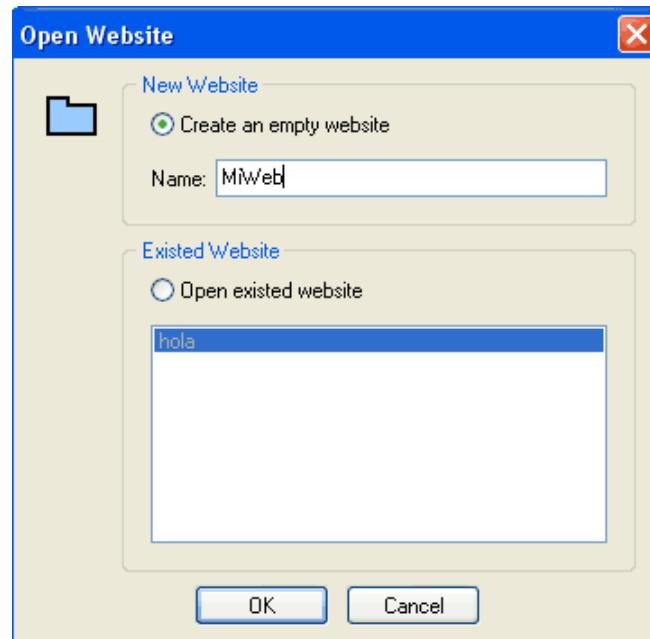 Open Website
New Website
Create an empty website
Name: MiWeb
Existed Website
Open existed website
hola
OK Cancel